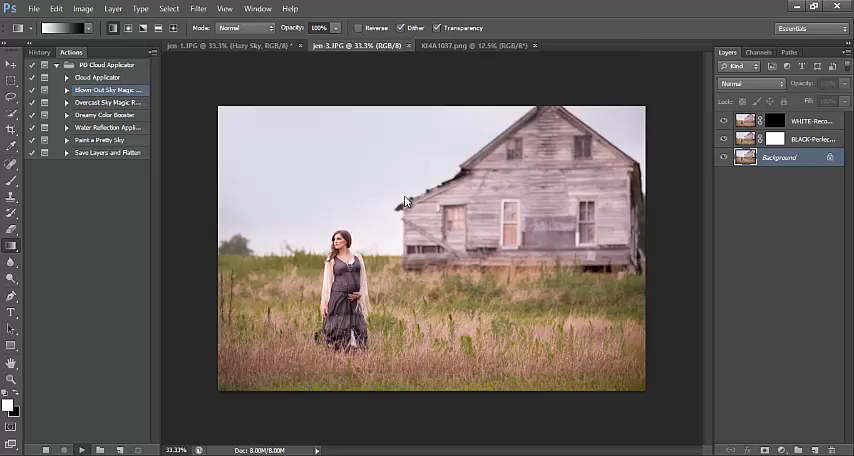 Ps File Edit Image Layer Type Select Filter View Window Help
Mode: Normal Opacity: 100% Reverse Dither Transparency Essentials
jen-1.JPG @ 33.3% (Hazy Sky, RGB/8) * × jen-3.JPG @ 33.3% (RGB/8) × KI4A1037.png @ 12.5% (RGB/8*) ×
History Actions
PD Cloud Applicator
Cloud Applicator
Blown-Out Sky Magic ...
Overcast Sky Magic R...
Dreamy Color Booster
Water Reflection Appli...
Paint a Pretty Sky
Save Layers and Flatten
Layers Channels Paths
Kind
Normal Opacity: 100%
Lock: Fill: 100%
WHITE-Reco...
BLACK-Perfec...
Background
33.33% Doc: 8.00M/8.00M